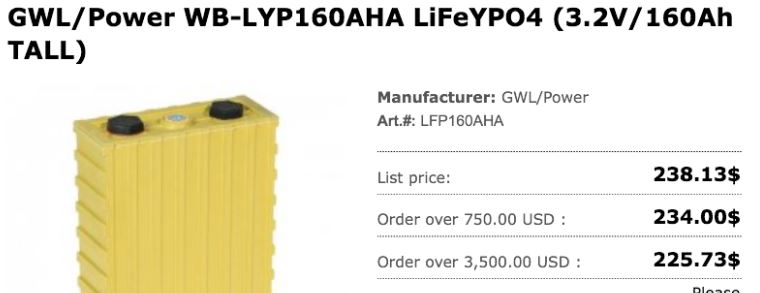 GWL/Power WB-LYP160AHA LiFeYPO4 (3.2V/160Ah
TALL)
Manufacturer: GWL/Power
Art.#: LFP160AHA
List price: 238.13$
Order over 750.00 USD : 234.00$
Order over 3,500.00 USD : 225.73$
Please